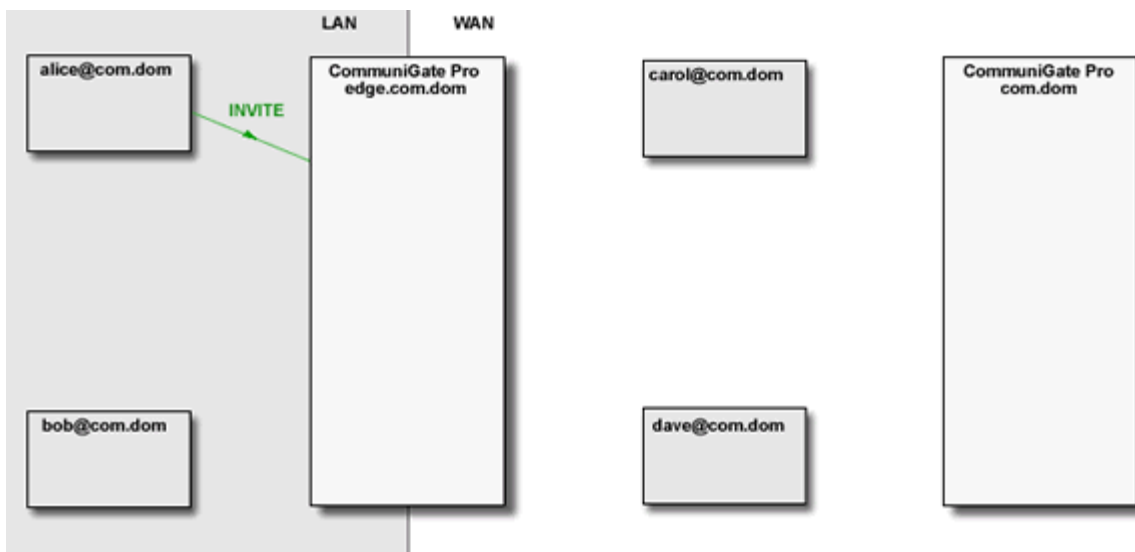 LAN
WAN
alice@com.dom
CommuniGate Pro
edge.com.dom
carol@com.dom
CommuniGate Pro
com.dom
INVITE
bob@com.dom
dave@com.dom